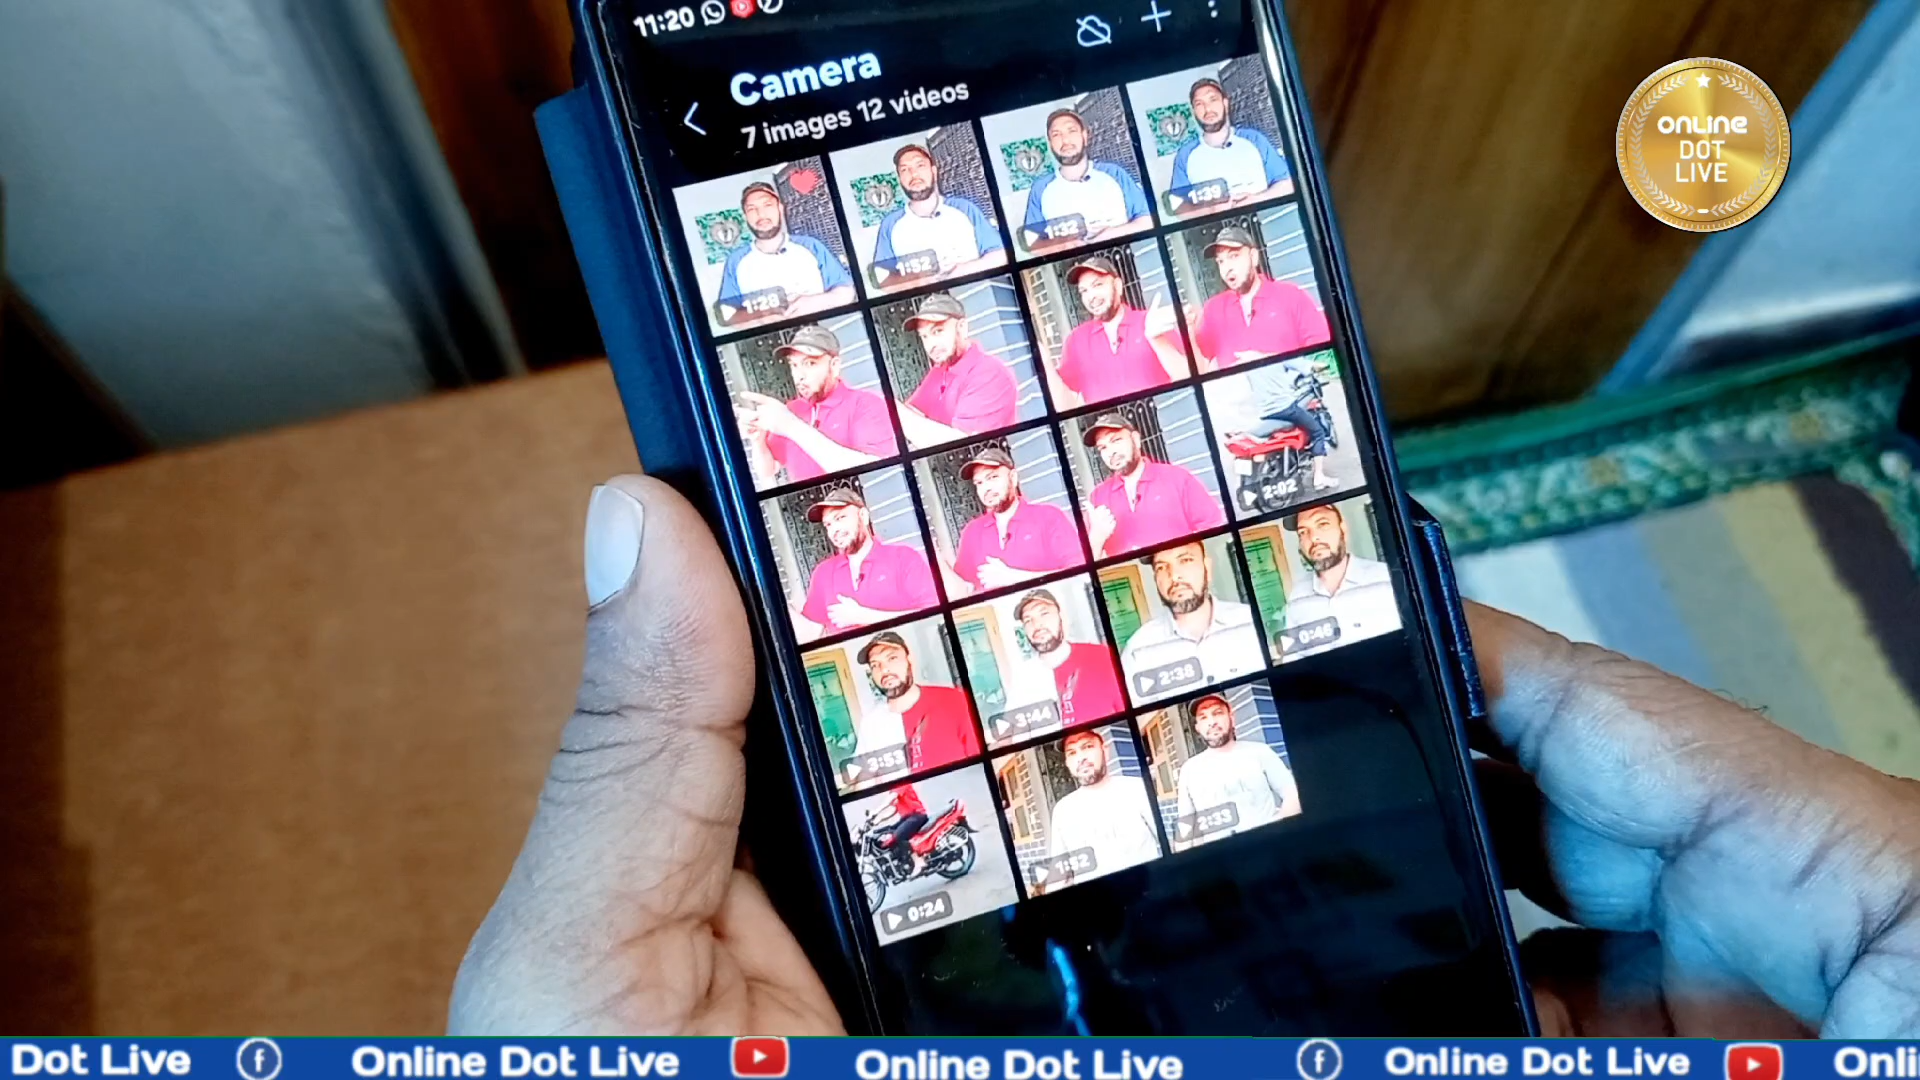 11:20
Camera
7 images 12 videos
1:28
1:52
1:32
1:39
2:02
3:53
3:44
2:38
0:46
0:24
1:52
2:33
ONLINE
DOT
LIVE
Dot Live Online Dot Live Online Dot Live Online Dot Live Onli